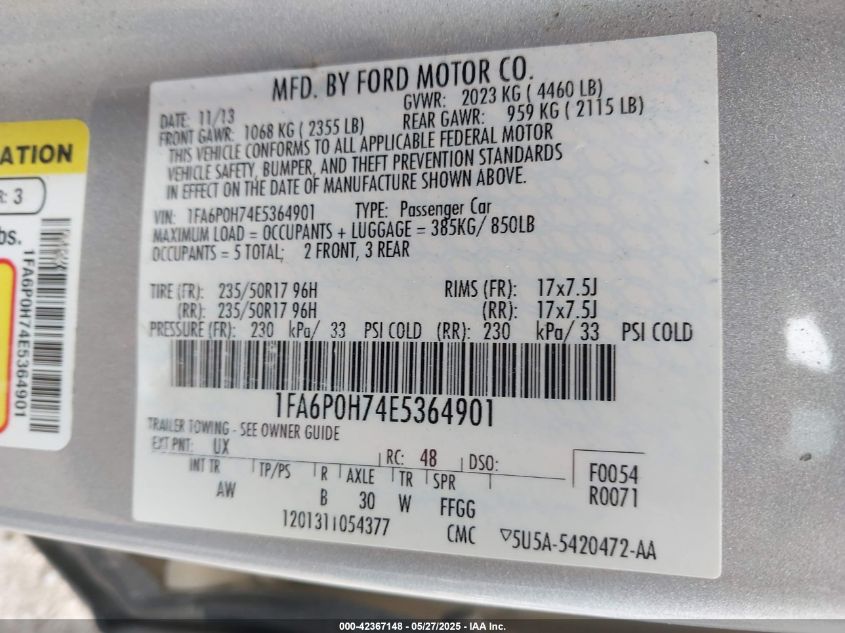 MFD. BY FORD MOTOR CO.
DATE: 11/13 GVWR: 2023 KG ( 4460 LB)
FRONT GAWR: 1068 KG ( 2355 LB) REAR GAWR: 959 KG ( 2115 LB)
THIS VEHICLE CONFORMS TO ALL APPLICABLE FEDERAL MOTOR
VEHICLE SAFETY, BUMPER, AND THEFT PREVENTION STANDARDS
IN EFFECT ON THE DATE OF MANUFACTURE SHOWN ABOVE.
VIN: 1FA6P0H74E5364901 TYPE: Passenger Car
MAXIMUM LOAD = OCCUPANTS + LUGGAGE = 385KG/ 850LB
OCCUPANTS = 5 TOTAL; 2 FRONT, 3 REAR
TIRE (FR): 235/50R17 96H RIMS (FR): 17x7.5J
(RR): 235/50R17 96H (RR): 17x7.5J
PRESSURE (FR): 230 kPa/ 33 PSI COLD (RR): 230 kPa/ 33 PSI COLD
1FA6P0H74E5364901
TRAILER TOWING - SEE OWNER GUIDE
EXT PNT: UX RC: 48 DSO:
INT TR TP/PS R AXLE TR SPR
AW B 30 W FFGG
F0054
R0071
1201311054377 CMC 5U5A-5420472-AA
ATION
R: 3
bs.
1FA6P0H74E5364901
000-42367148 — 05/27/2025 — IAA Inc.